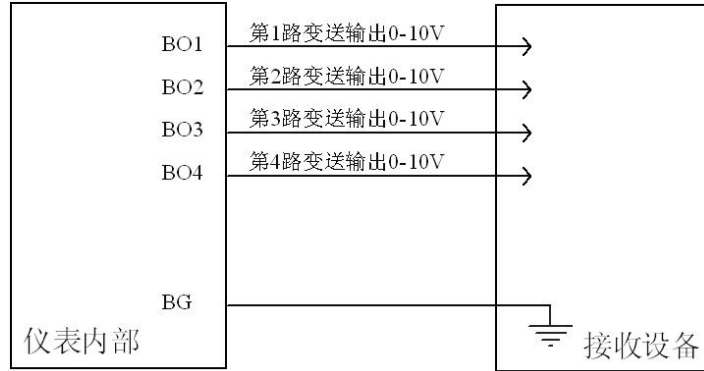 BO1 第1路变送输出0-10V
BO2 第2路变送输出0-10V
BO3 第3路变送输出0-10V
BO4 第4路变送输出0-10V
BG
仪表内部
接收设备